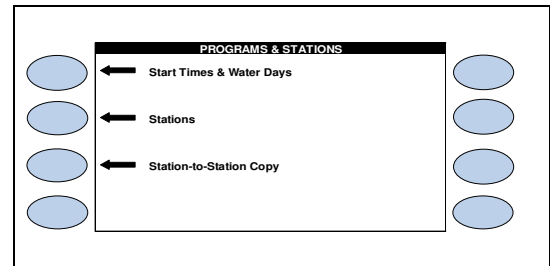 PROGRAMS & STATIONS
Start Times & Water Days
Stations
Station-to-Station Copy